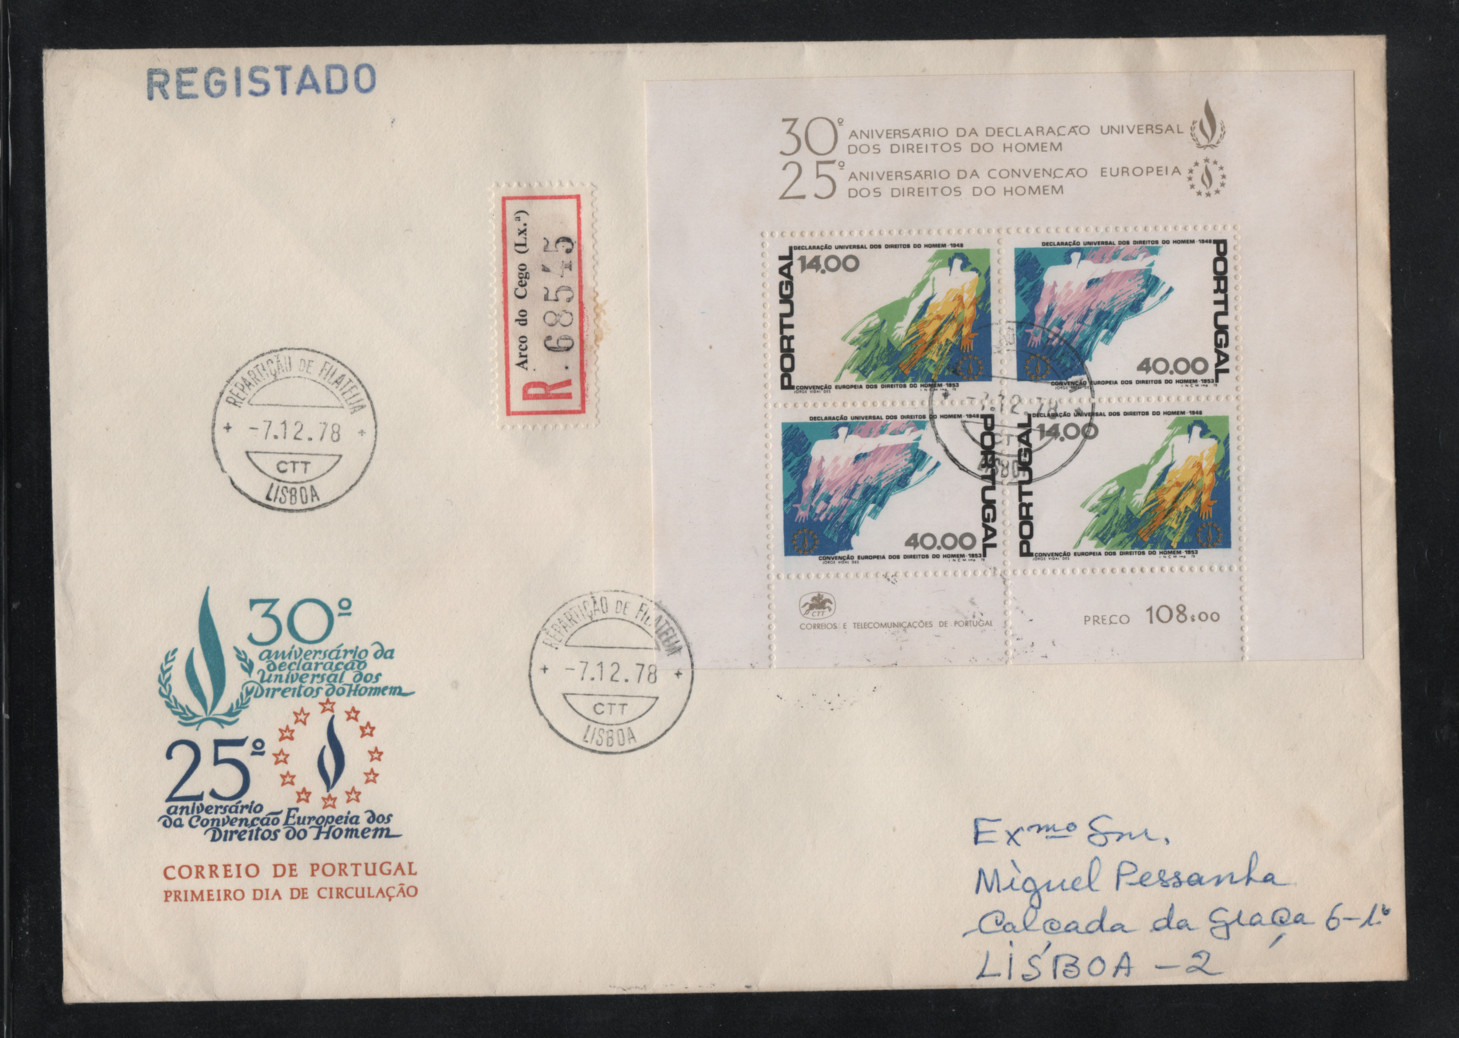 REGISTADO
Arco do Cego (Lx.ª)
R. 68545
30º ANIVERSÁRIO DA DECLARAÇÃO UNIVERSAL
DOS DIREITOS DO HOMEM
25º ANIVERSÁRIO DA CONVENÇÃO EUROPEIA
DOS DIREITOS DO HOMEM
DECLARAÇÃO UNIVERSAL DOS DIREITOS DO HOMEM·1948
14.00
PORTUGAL
CONVENÇÃO EUROPEIA DOS DIREITOS DO HOMEM·1953
DECLARAÇÃO UNIVERSAL DOS DIREITOS DO HOMEM·1948
PORTUGAL
40.00
CONVENÇÃO EUROPEIA DOS DIREITOS DO HOMEM·1953
-7.12.78
CTT
LISBOA
DECLARAÇÃO UNIVERSAL DOS DIREITOS DO HOMEM·1948
PORTUGAL
40.00
CONVENÇÃO EUROPEIA DOS DIREITOS DO HOMEM·1953
DECLARAÇÃO UNIVERSAL DOS DIREITOS DO HOMEM·1948
14.00
PORTUGAL
CONVENÇÃO EUROPEIA DOS DIREITOS DO HOMEM·1953
CTT
CORREIOS E TELECOMUNICAÇÕES DE PORTUGAL
PREÇO 108$00
REPARTIÇÃO DE FILATELIA
-7.12.78
CTT
LISBOA
REPARTIÇÃO DE FILATELIA
-7.12.78
CTT
LISBOA
30º
aniversário da
declaração
Universal dos
Direitos do Homem
25º
aniversário
da Convenção Europeia dos
Direitos do Homem
CORREIO DE PORTUGAL
PRIMEIRO DIA DE CIRCULAÇÃO
Exmo Snr.
Miguel Pessanha
Calçada da Graça 6-1º
LISBOA - 2